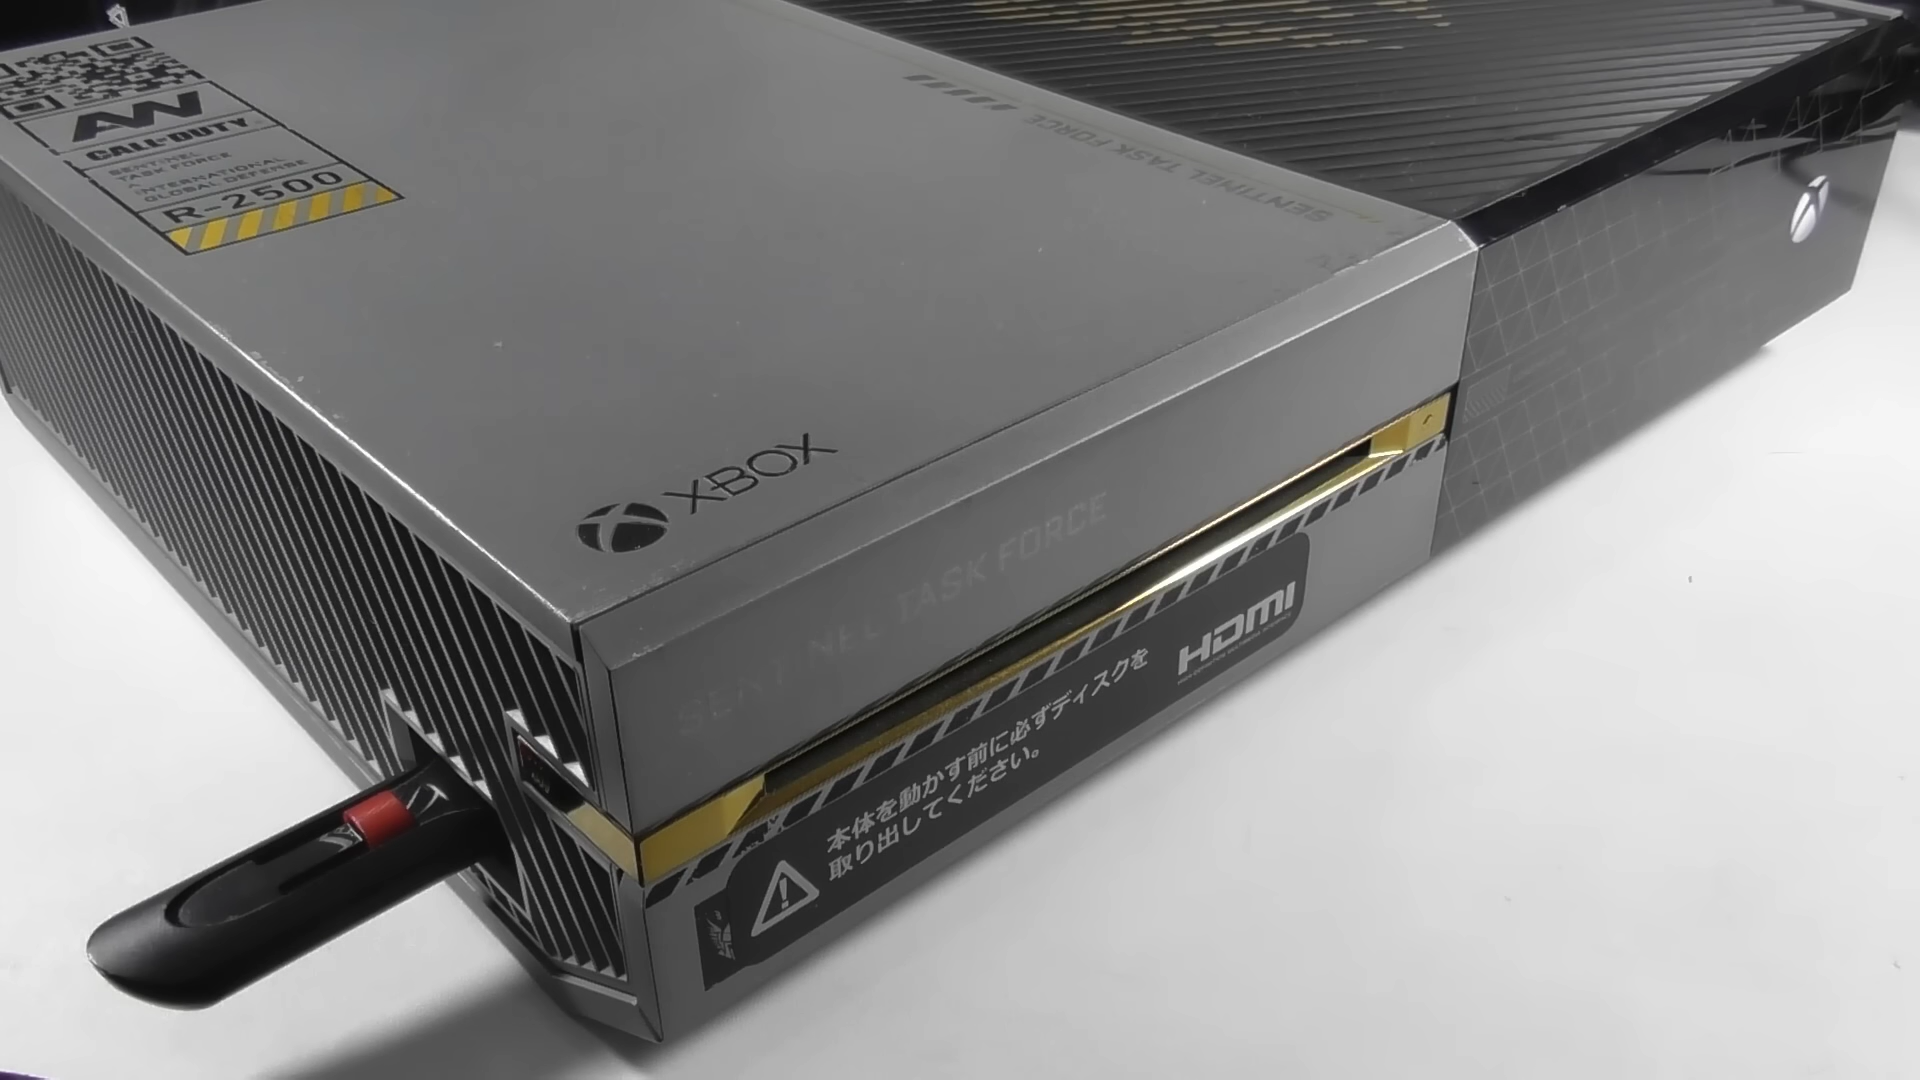 AW
CALL OF DUTY
SENTINEL
TASK FORCE
INTERNATIONAL
GLOBAL DEFENSE
R-2500
SENTINEL TASK FORCE
XBOX
SENTINEL TASK FORCE
HDMI
本体を動かす前に必ずディスクを
取り出してください。